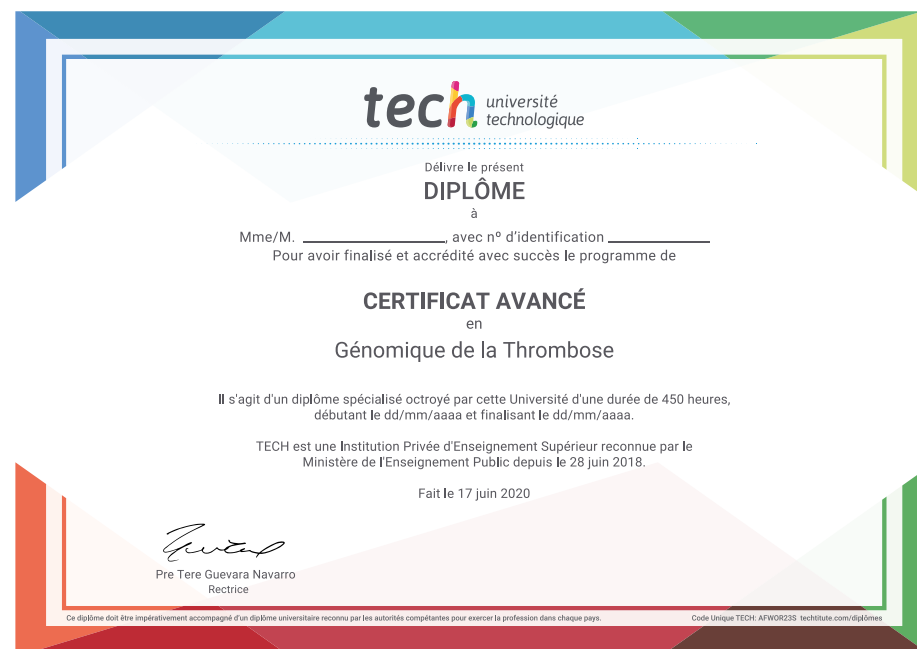 tech université
technologique
Délivre le présent
DIPLÔME
à
Mme/M. ____________________, avec nº d'identification ______________
Pour avoir finalisé et accrédité avec succès le programme de
CERTIFICAT AVANCÉ
en
Génomique de la Thrombose
Il s'agit d'un diplôme spécialisé octroyé par cette Université d'une durée de 450 heures,
débutant le dd/mm/aaaa et finalisant le dd/mm/aaaa.
TECH est une Institution Privée d'Enseignement Supérieur reconnue par le
Ministère de l'Enseignement Public depuis le 28 juin 2018.
Fait le 17 juin 2020
Pre Tere Guevara Navarro
Rectrice
Ce diplôme doit être impérativement accompagné d'un diplôme universitaire reconnu par les autorités compétantes pour exercer la profession dans chaque pays.
Code Unique TECH: AFWOR23S techtitute.com/diplômes